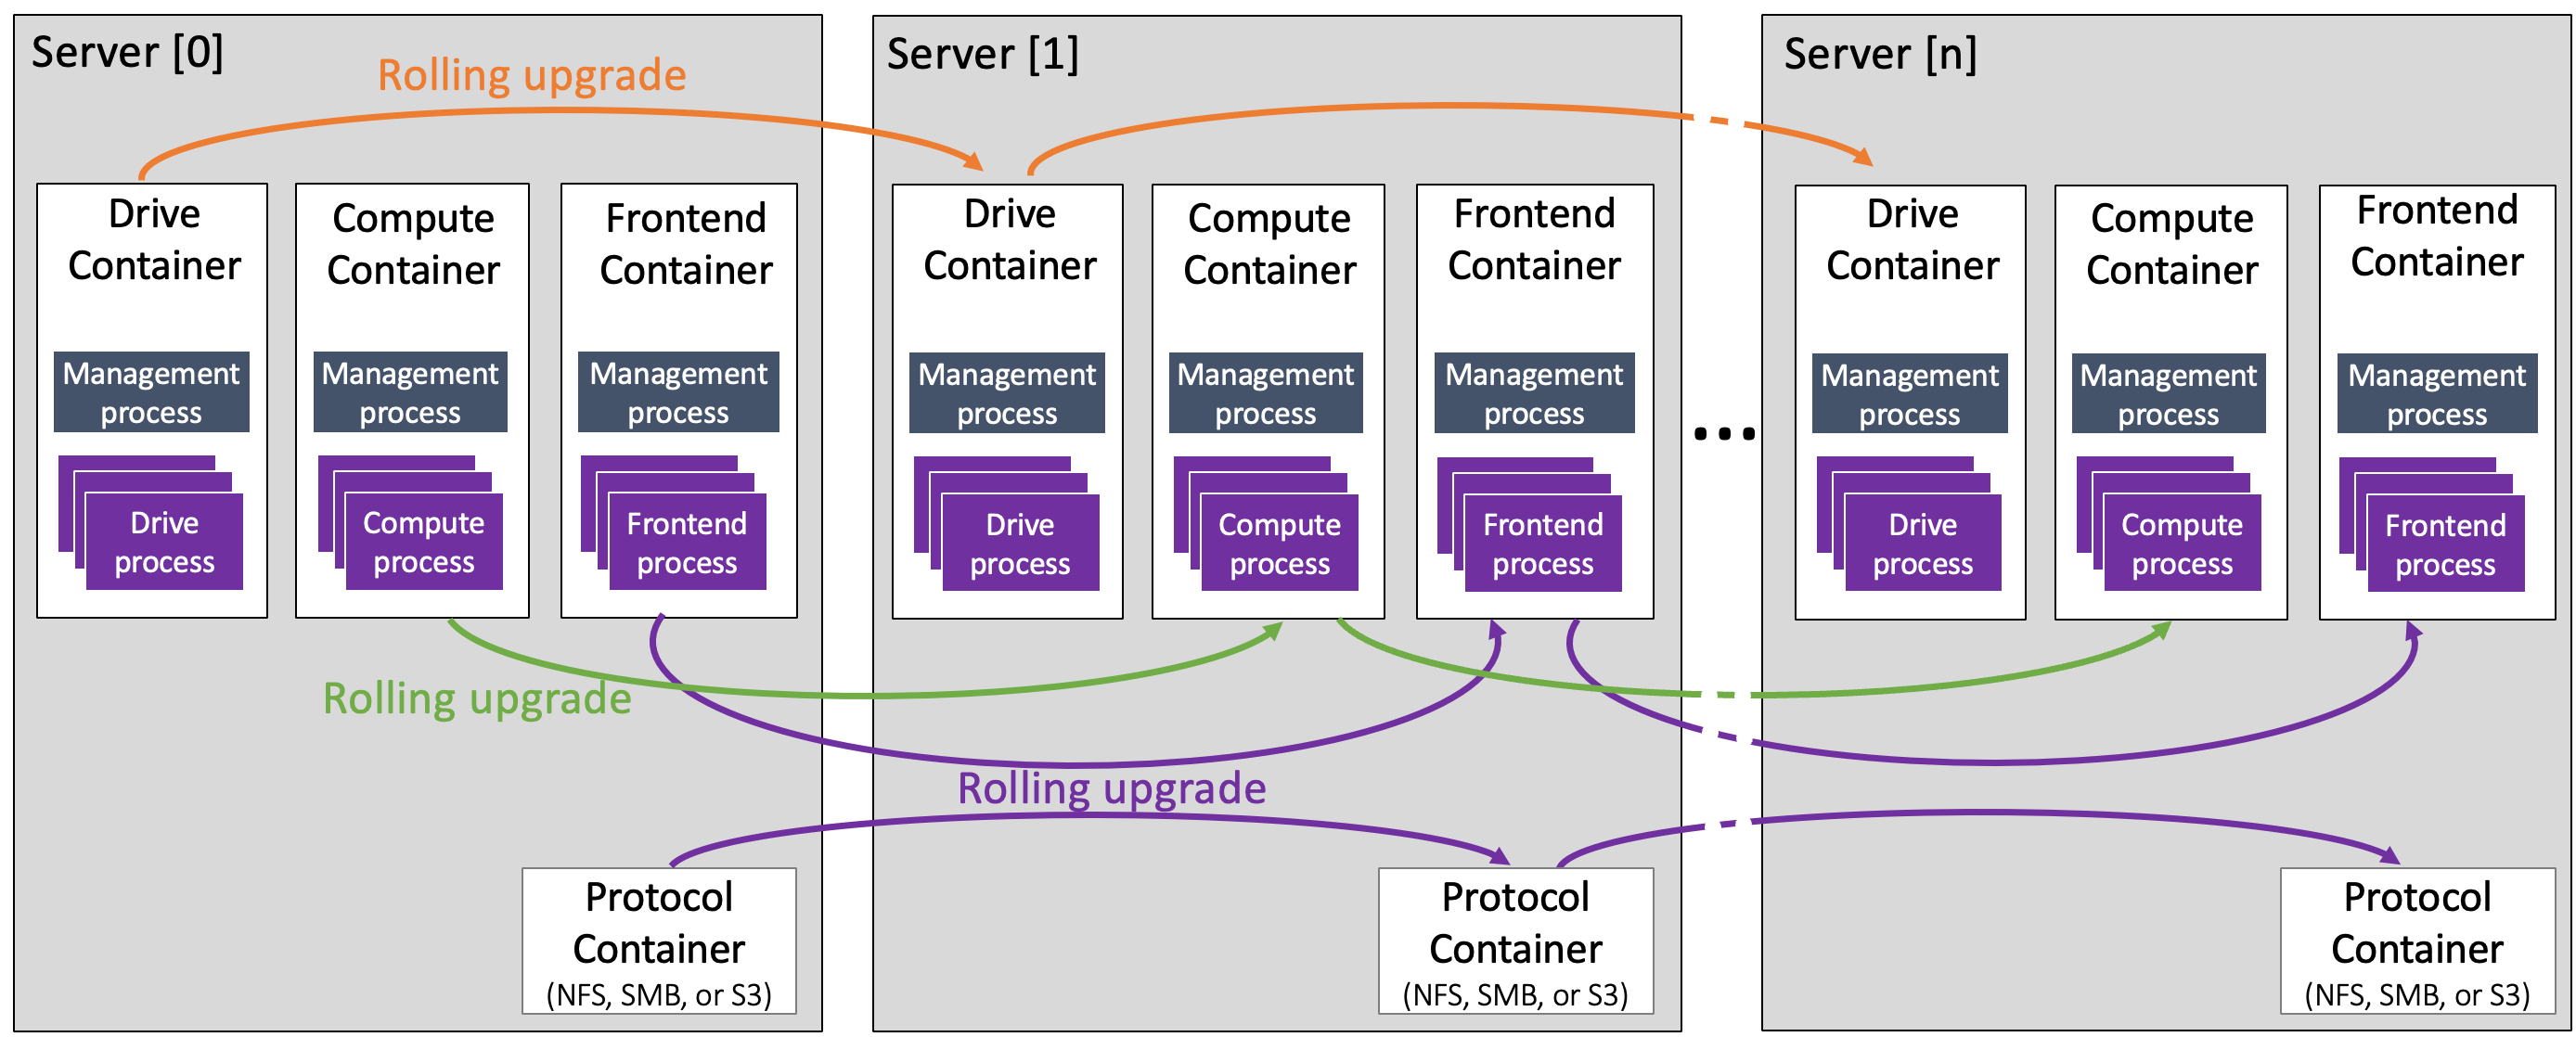 Server [0]
Rolling upgrade
Drive
Container
Management
process
Drive
process
Compute
Container
Management
process
Compute
process
Frontend
Container
Management
process
Frontend
process
Rolling upgrade
Protocol
Container
(NFS, SMB, or S3)
Server [1]
Drive
Container
Management
process
Drive
process
Compute
Container
Management
process
Compute
process
Frontend
Container
Management
process
Frontend
process
Rolling upgrade
Protocol
Container
(NFS, SMB, or S3)
...
Server [n]
Drive
Container
Management
process
Drive
process
Compute
Container
Management
process
Compute
process
Frontend
Container
Management
process
Frontend
process
Protocol
Container
(NFS, SMB, or S3)